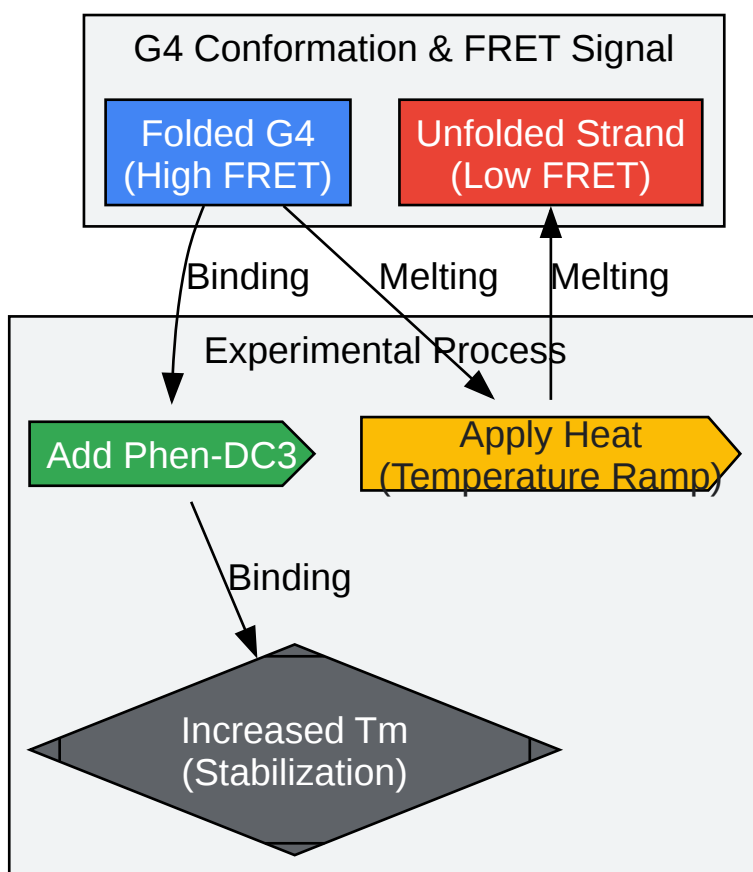 G4 Conformation & FRET Signal
Folded G4
(High FRET)
Unfolded Strand
(Low FRET)
Binding
Melting
Melting
Experimental Process
Add Phen-DC3
Apply Heat
(Temperature Ramp)
Binding
Increased Tm
(Stabilization)